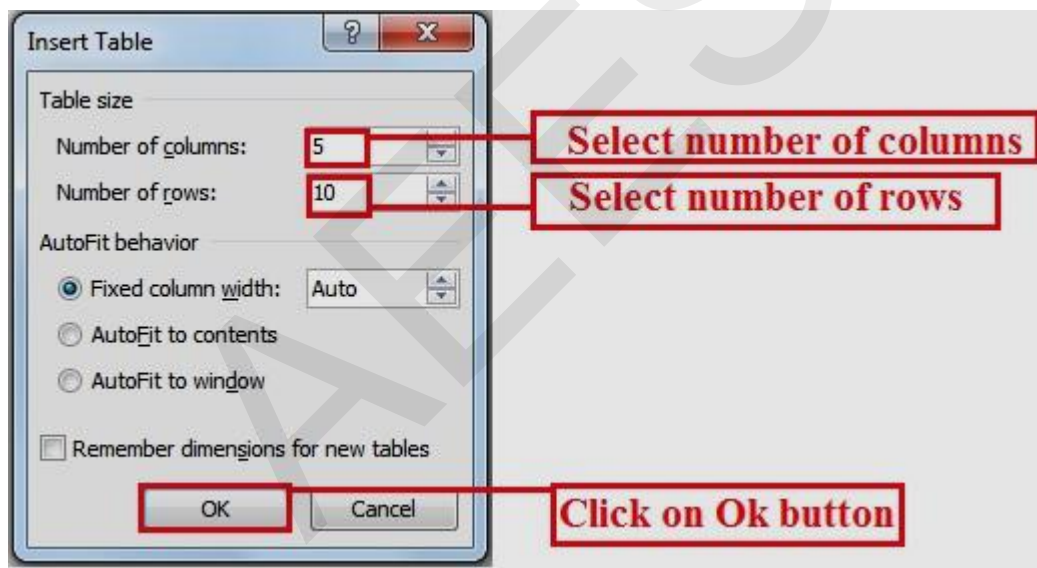 Insert Table
?
X
Table size
Number of columns: 5
Select number of columns
Number of rows: 10
Select number of rows
AutoFit behavior
Fixed column width: Auto
AutoFit to contents
AutoFit to window
Remember dimensions for new tables
OK Cancel
Click on Ok button
AEES